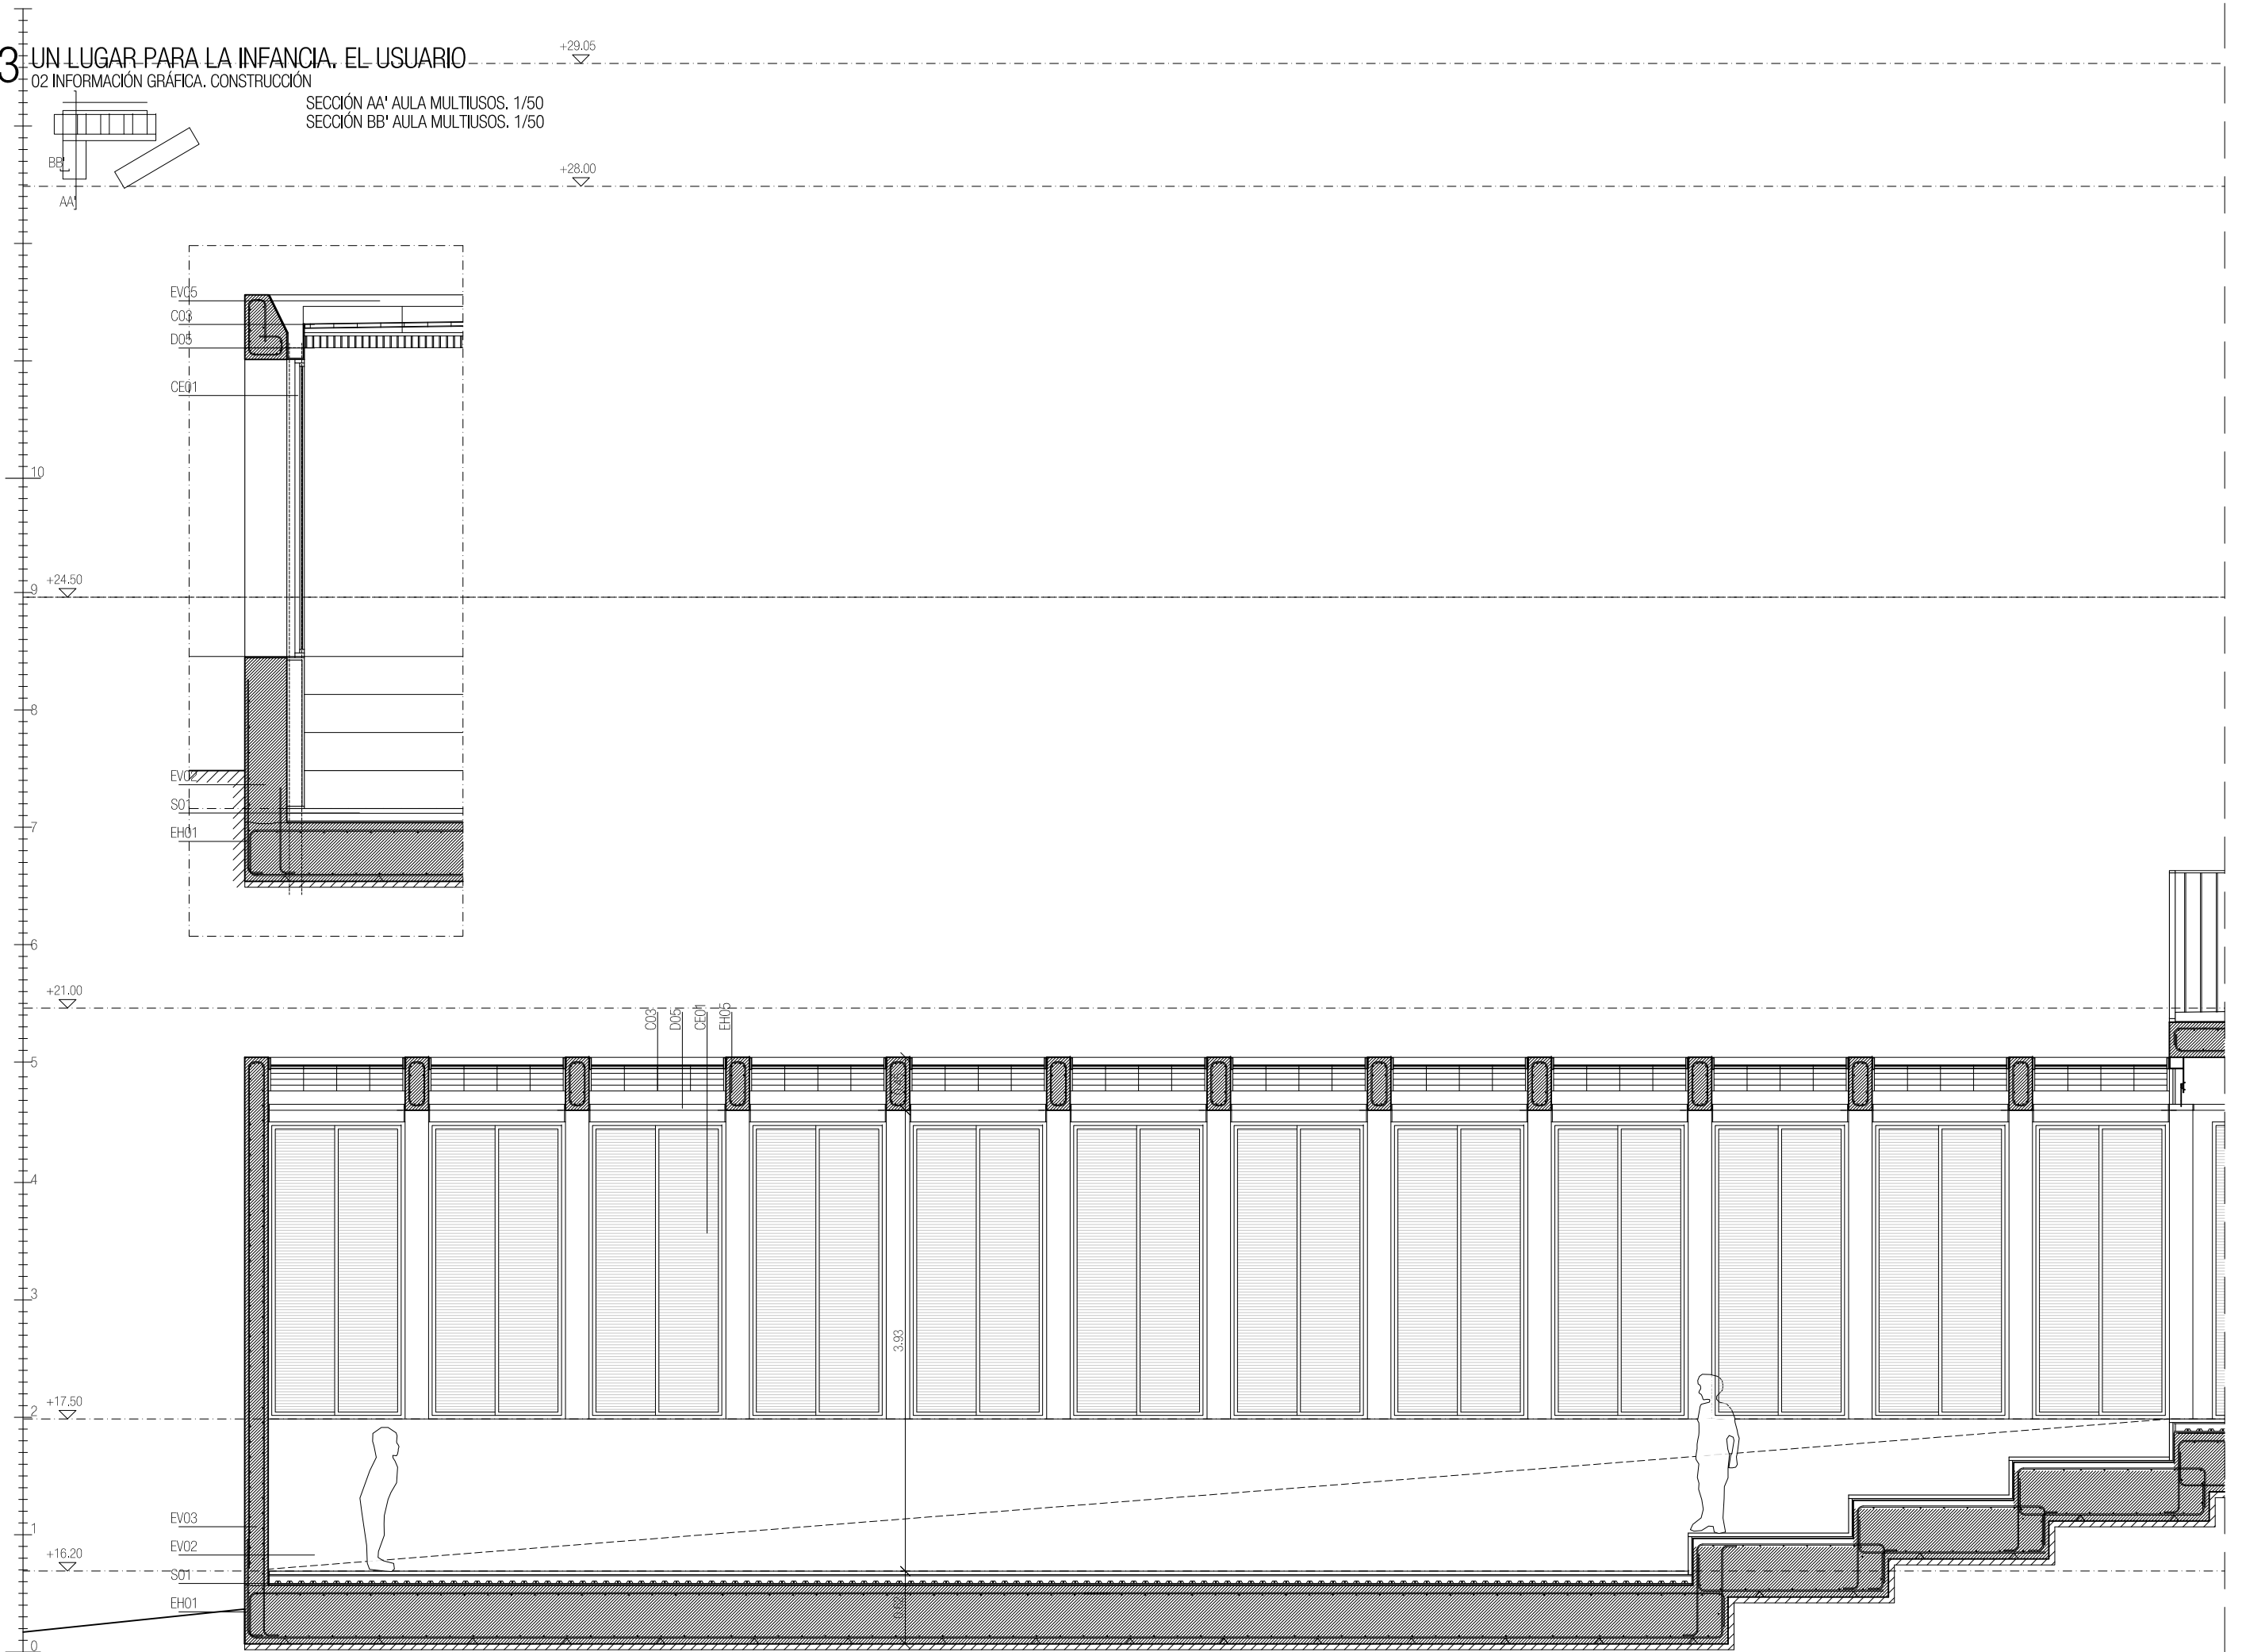 3 UN LUGAR PARA LA INFANCIA. EL USUARIO
02 INFORMACIÓN GRÁFICA. CONSTRUCCIÓN
SECCIÓN AA' AULA MULTIUSOS. 1/50
SECCIÓN BB' AULA MULTIUSOS. 1/50
BB'
AA'
+29.05
+28.00
EV05
C03
D05
CE01
10
9
+24.50
8
EV02
S01
7
EH01
6
+21.00
C03
D05
CE01
EH05
5
4
3
3.93
2
+17.50
EV03
1
EV02
+16.20
S01
EH01
0.62
0